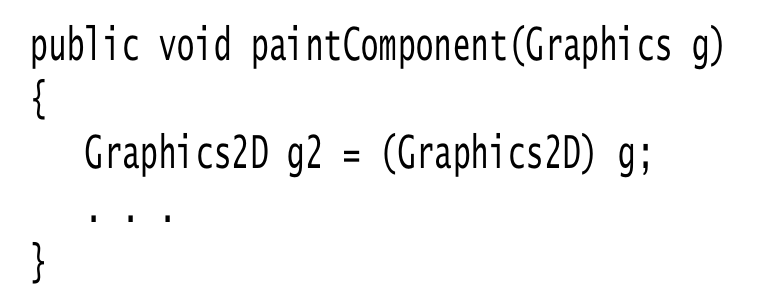 public void paintComponent(Graphics g)
{
Graphics2D g2 = (Graphics2D) g;
. . .
}